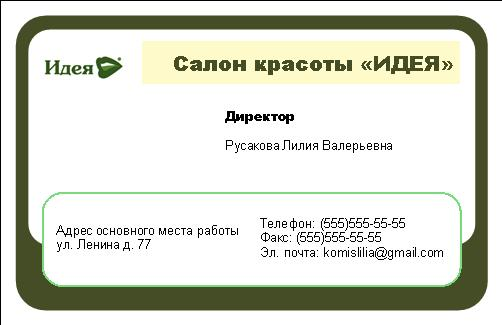 Идея
Салон красоты «ИДЕЯ»
Директор
Русакова Лилия Валерьевна
Адрес основного места работы
ул. Ленина д. 77
Телефон: (555)555-55-55
Факс: (555)555-55-55
Эл. почта: komislilia@gmail.com